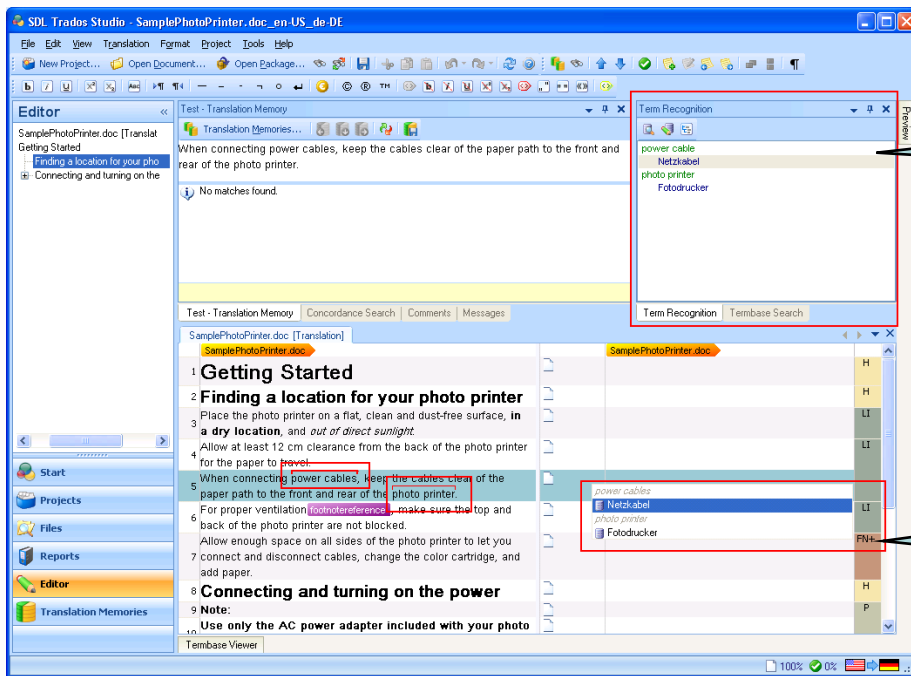 SDL Trados Studio - SamplePhotoPrinter.doc_en-US_de-DE
File Edit View Translation Format Project Tools Help
New Project... Open Document... Open Package...
Editor «
SamplePhotoPrinter.doc [Translat
Getting Started
Finding a location for your pho
Connecting and turning on the
Start
Projects
Files
Reports
Editor
Translation Memories
Test - Translation Memory
Translation Memories...
When connecting power cables, keep the cables clear of the paper path to the front and
rear of the photo printer.
No matches found.
Test - Translation Memory Concordance Search Comments Messages
Term Recognition
power cable
Netzkabel
photo printer
Fotodrucker
Term Recognition Termbase Search
Preview
SamplePhotoPrinter.doc [Translation]
SamplePhotoPrinter.doc SamplePhotoPrinter.doc
1 Getting Started H
2 Finding a location for your photo printer H
3 Place the photo printer on a flat, clean and dust-free surface, in LI
a dry location, and out of direct sunlight.
4 Allow at least 12 cm clearance from the back of the photo printer LI
for the paper to travel.
5 When connecting power cables, keep the cables clear of the
paper path to the front and rear of the photo printer.
power cables
Netzkabel
photo printer
Fotodrucker
6 For proper ventilation footnotereference , make sure the top and LI
back of the photo printer are not blocked.
7 Allow enough space on all sides of the photo printer to let you FN+
connect and disconnect cables, change the color cartridge, and
add paper.
8 Connecting and turning on the power H
9 Note: P
10 Use only the AC power adapter included with your photo
Termbase Viewer
100% 0%